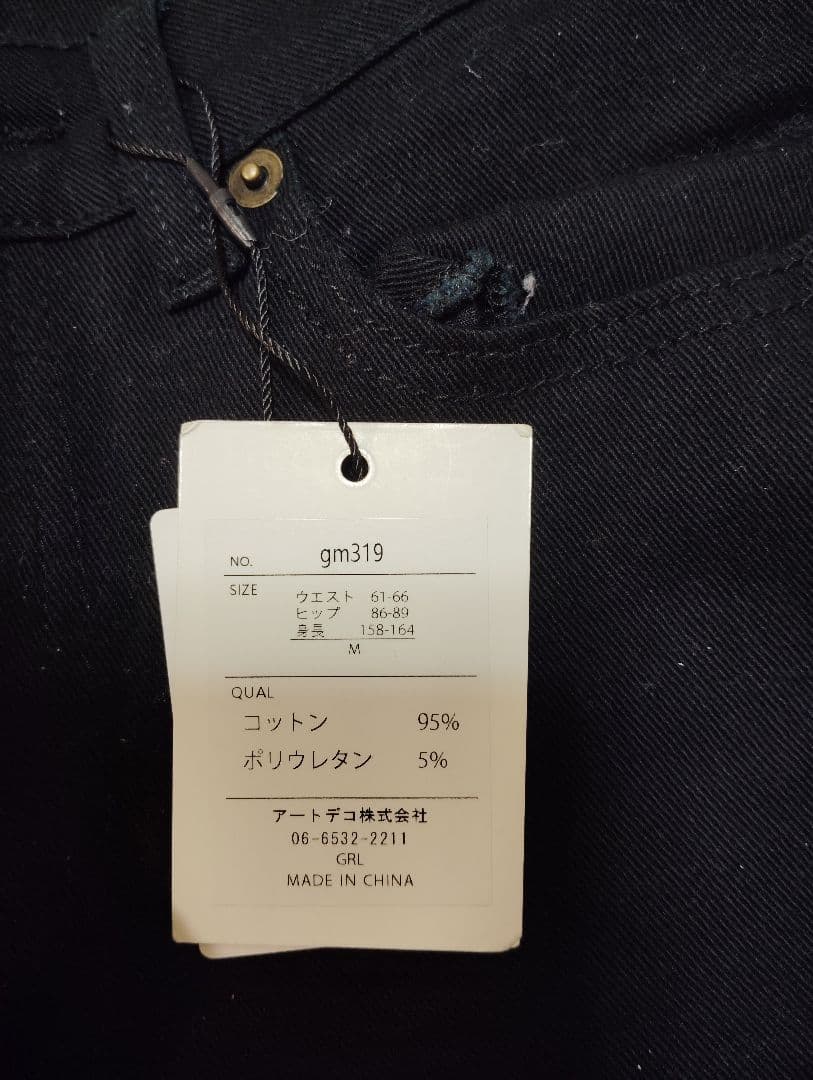 NO. gm319
SIZE
ウエスト 61-66
ヒップ 86-89
身長 158-164
M
QUAL
コットン 95%
ポリウレタン 5%
アートデコ株式会社
06-6532-2211
GRL
MADE IN CHINA